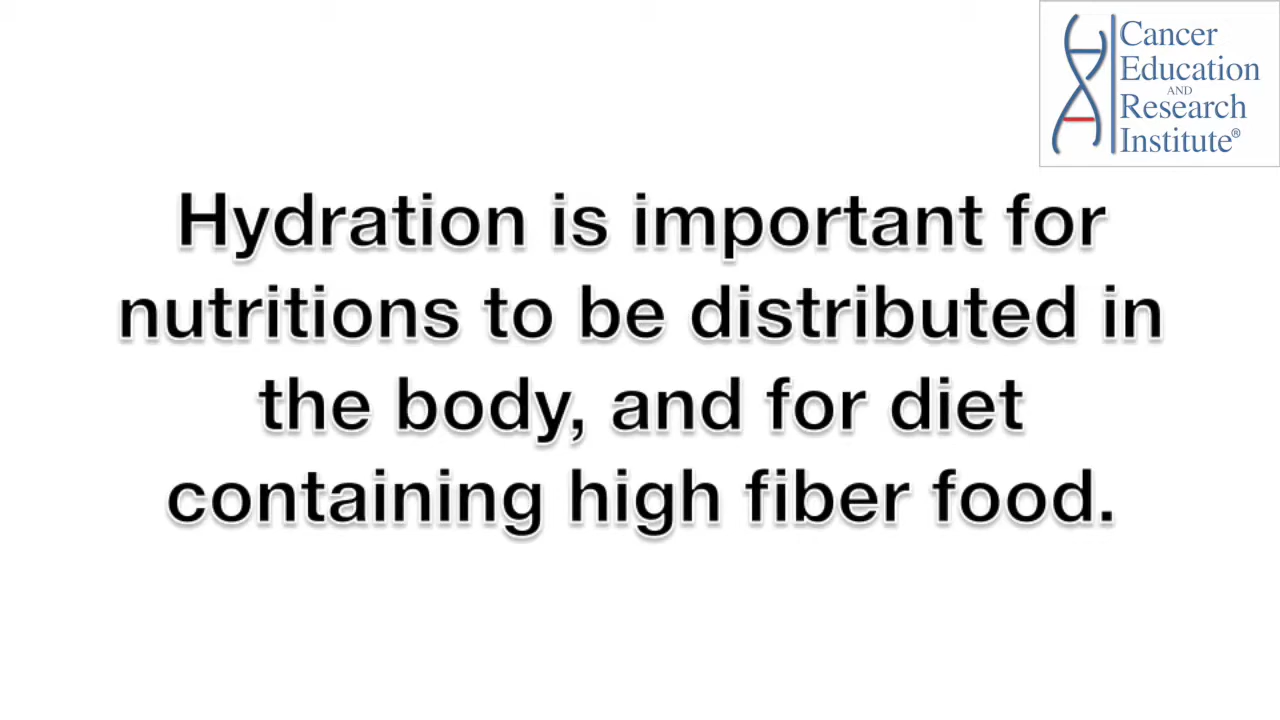 Cancer
Education
AND
Research
Institute®
Hydration is important for
nutritions to be distributed in
the body, and for diet
containing high fiber food.